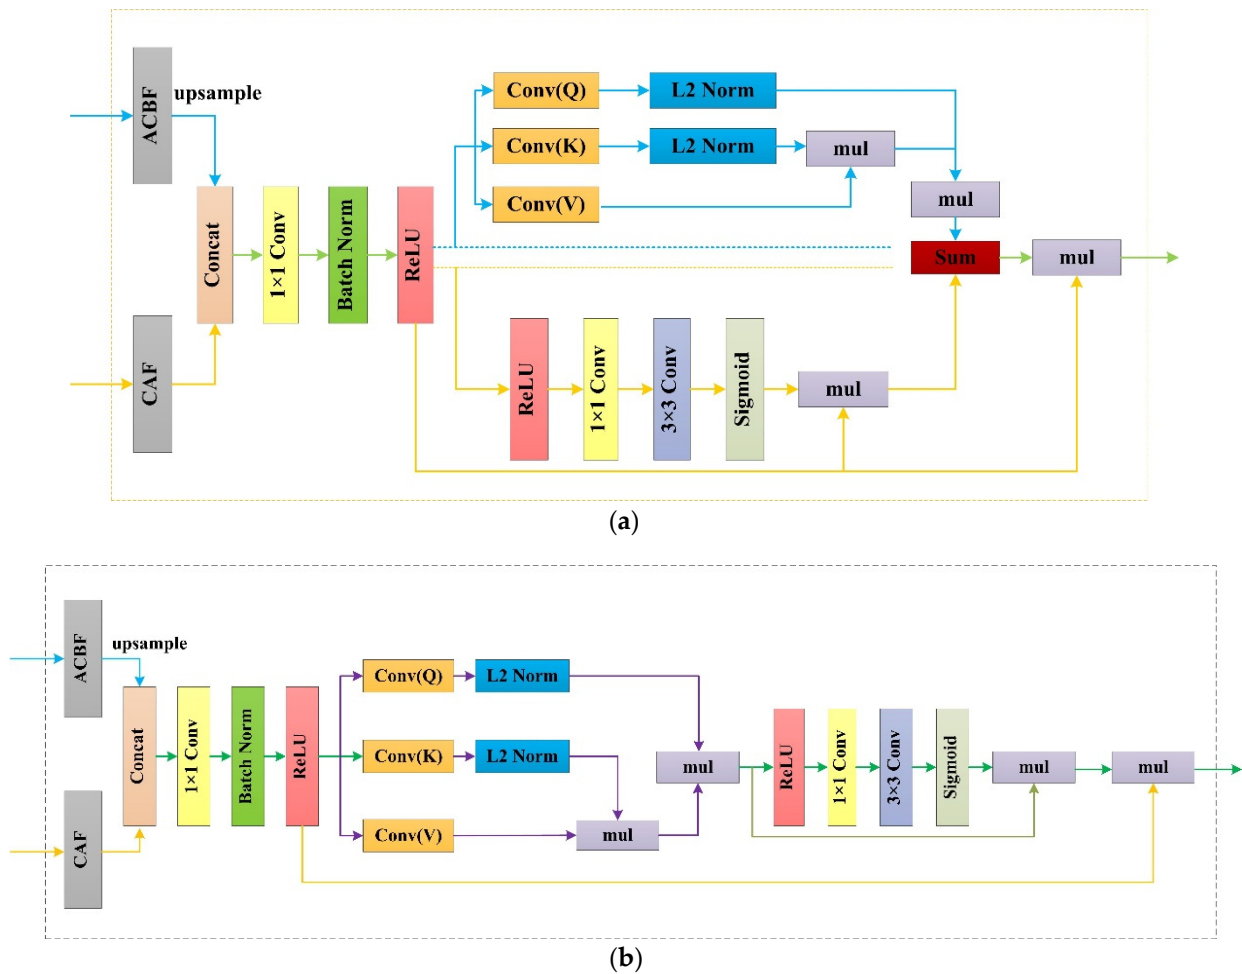 ACBF
upsample
Conv(Q)
L2 Norm
Conv(K)
L2 Norm
mul
Conv(V)
mul
Concat
1×1 Conv
Batch Norm
ReLU
Sum
mul
CAF
ReLU
1×1 Conv
3×3 Conv
Sigmoid
mul
(a)
ACBF
upsample
Conv(Q)
L2 Norm
Concat
1×1 Conv
Batch Norm
ReLU
Conv(K)
L2 Norm
mul
ReLU
1×1 Conv
3×3 Conv
Sigmoid
mul
mul
CAF
Conv(V)
mul
(b)